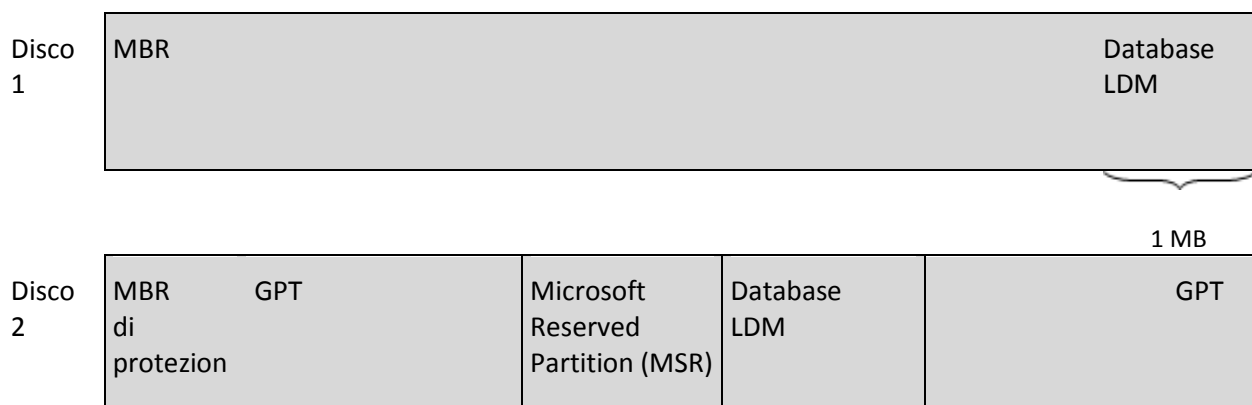 Disco 1
MBR
Database
LDM
1 MB
Disco 2
MBR
di
protezion
GPT
Microsoft
Reserved
Partition (MSR)
Database
LDM
GPT